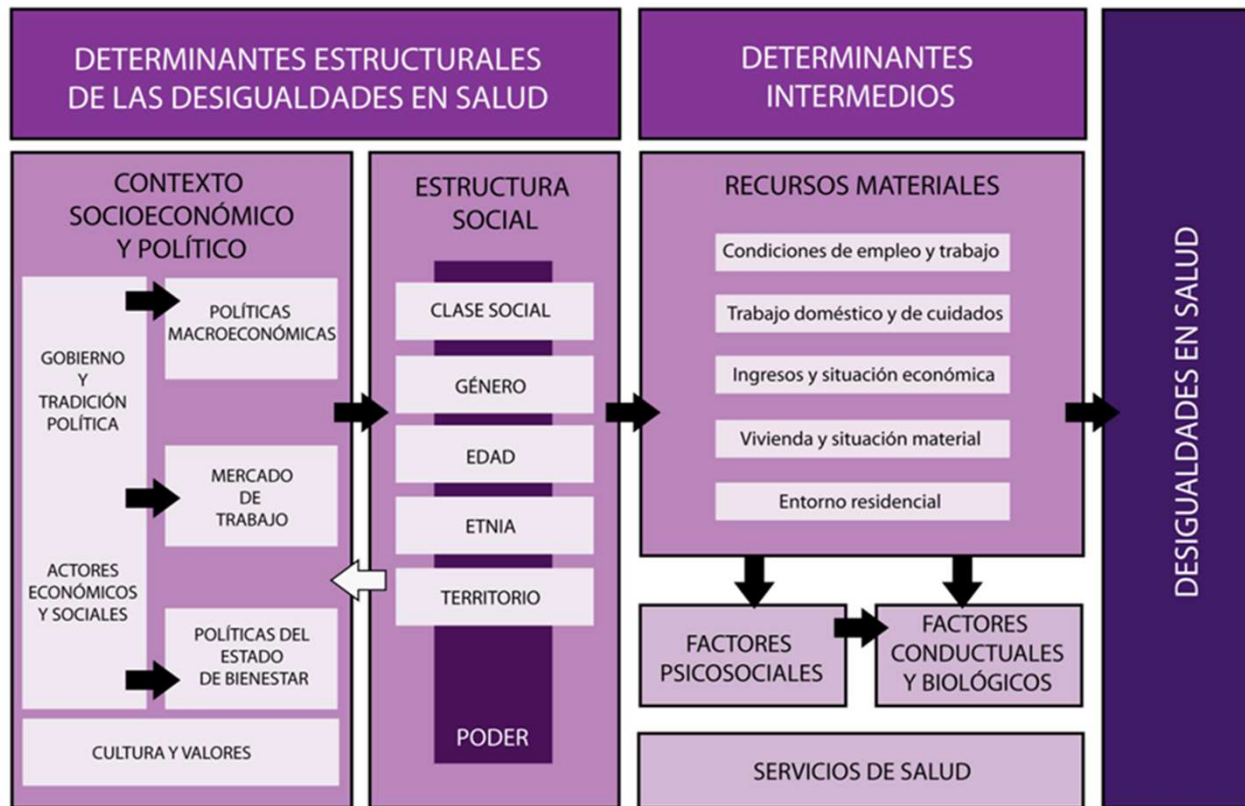 DETERMINANTES ESTRUCTURALES
DE LAS DESIGUALDADES EN SALUD
DETERMINANTES
INTERMEDIOS
CONTEXTO
SOCIOECONÓMICO
Y POLÍTICO
GOBIERNO
Y
TRADICIÓN
POLÍTICA
ACTORES
ECONÓMICOS
Y SOCIALES
POLÍTICAS
MACROECONÓMICAS
MERCADO
DE
TRABAJO
POLÍTICAS DEL
ESTADO
DE BIENESTAR
CULTURA Y VALORES
ESTRUCTURA
SOCIAL
CLASE SOCIAL
GÉNERO
EDAD
ETNIA
TERRITORIO
PODER
RECURSOS MATERIALES
Condiciones de empleo y trabajo
Trabajo doméstico y de cuidados
Ingresos y situación económica
Vivienda y situación material
Entorno residencial
FACTORES
PSICOSOCIALES
FACTORES
CONDUCTUALES
Y BIOLÓGICOS
SERVICIOS DE SALUD
DESIGUALDADES EN SALUD